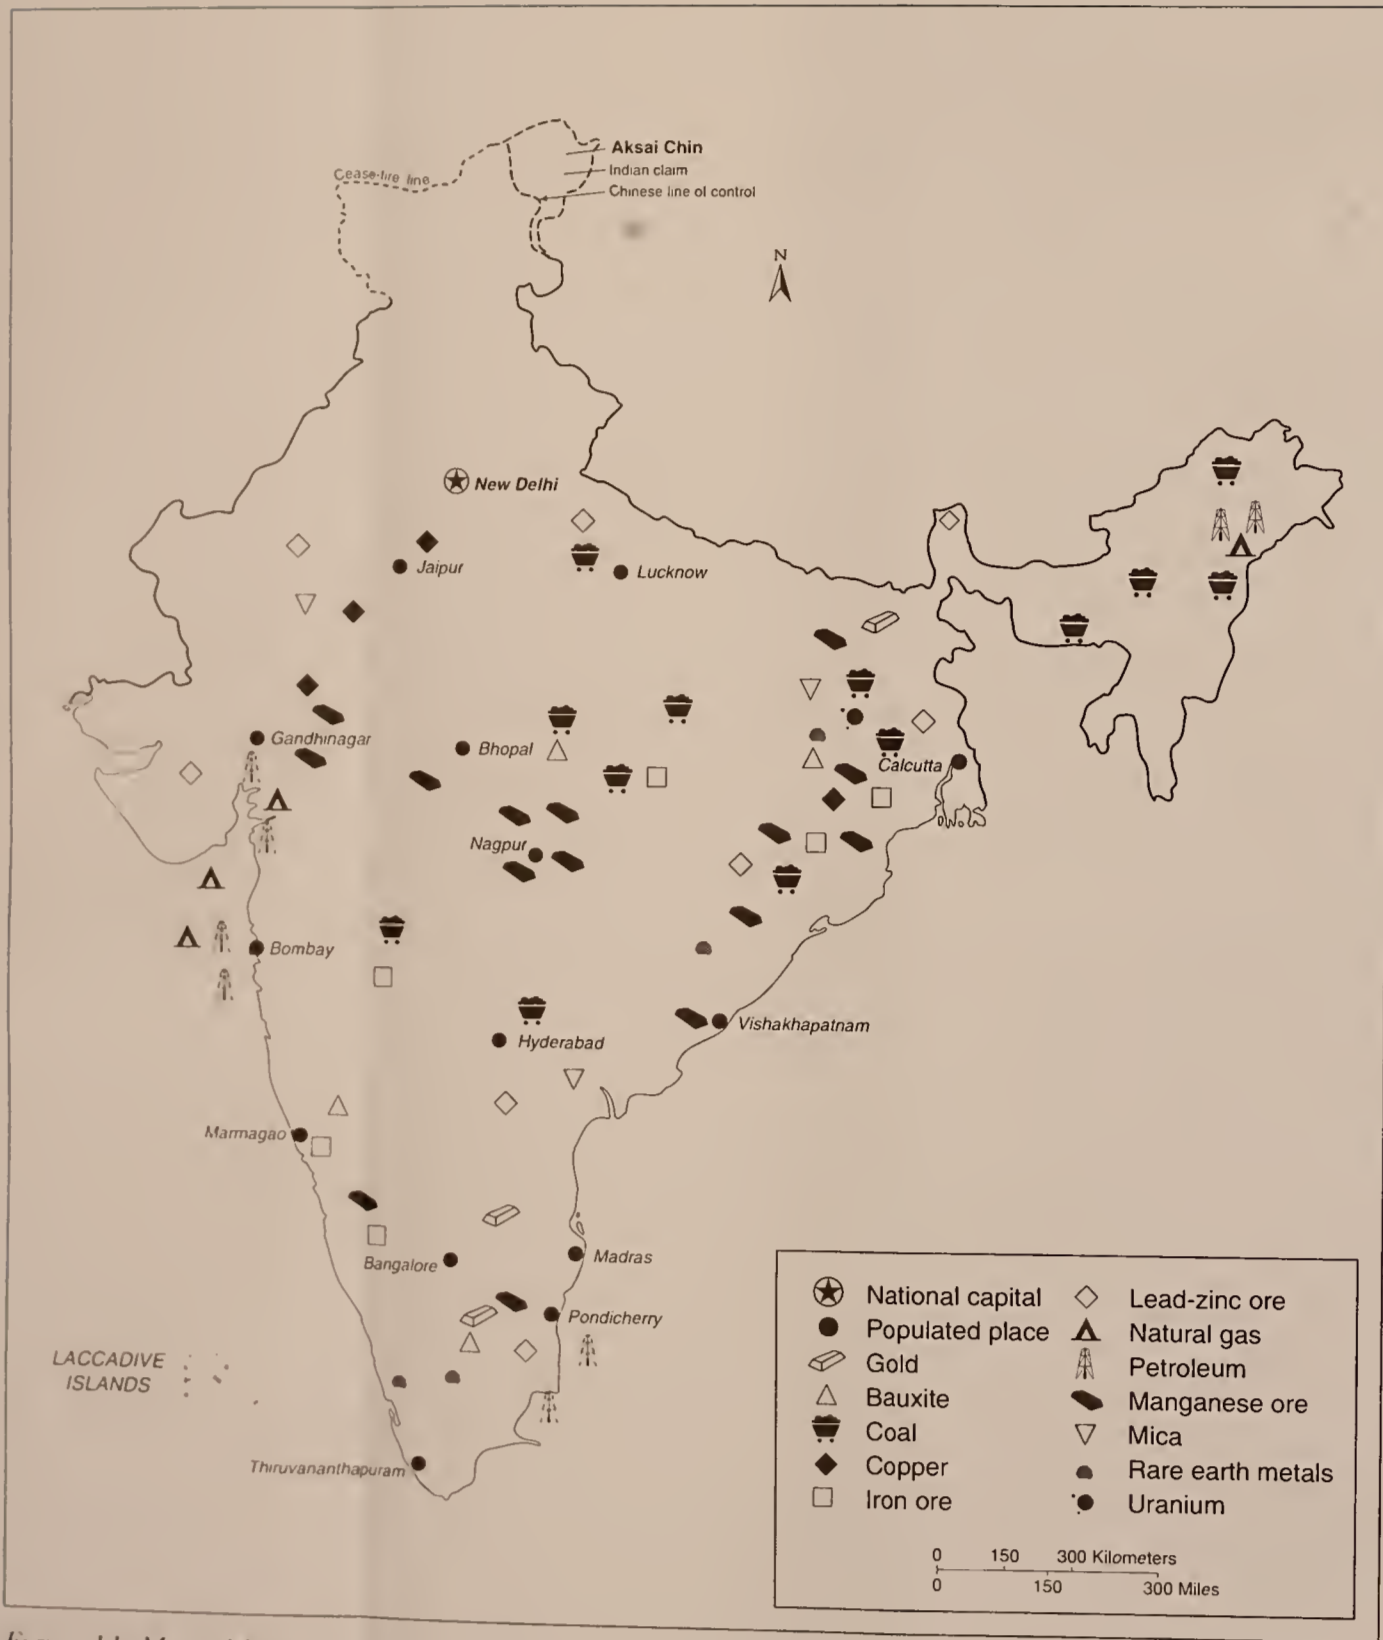 Aksai Chin
Cease-fire line
Indian claim
Chinese line of control
N
New Delhi
Jaipur
Lucknow
Gandhinagar
Bhopal
Calcutta
Nagpur
Bombay
Vishakhapatnam
Hyderabad
Marmagao
Madras
Bangalore
Pondicherry
LACCADIVE
ISLANDS
Thiruvananthapuram
National capital
Populated place
Gold
Bauxite
Coal
Copper
Iron ore
Lead-zinc ore
Natural gas
Petroleum
Manganese ore
Mica
Rare earth metals
Uranium
0 150 300 Kilometers
0 150 300 Miles